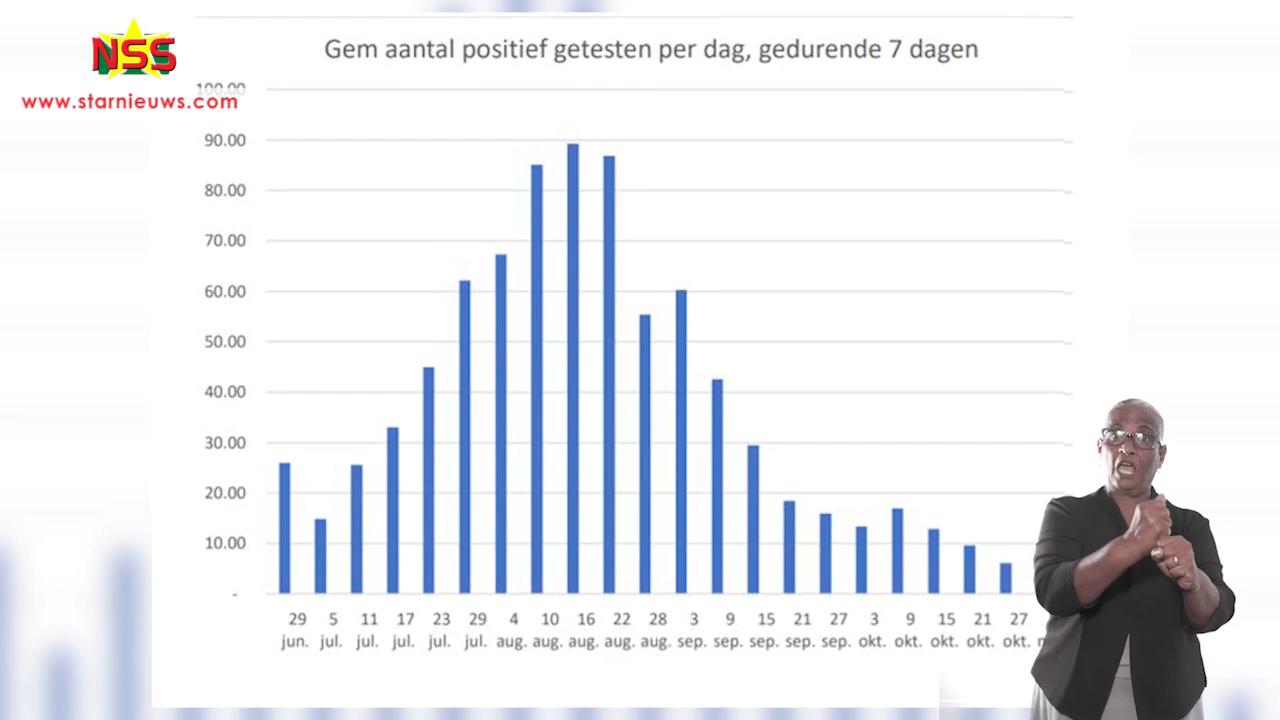 NSS
www.starnieuws.com
Gem aantal positief getesten per dag, gedurende 7 dagen
100.00
90.00
80.00
70.00
60.00
50.00
40.00
30.00
20.00
10.00
-
29 5 11 17 23 29 4 10 16 22 28 3 9 15 21 27 3 9 15 21 27
jun. jul. jul. jul. jul. jul. aug. aug. aug. aug. aug. sep. sep. sep. sep. sep. okt. okt. okt. okt. okt.